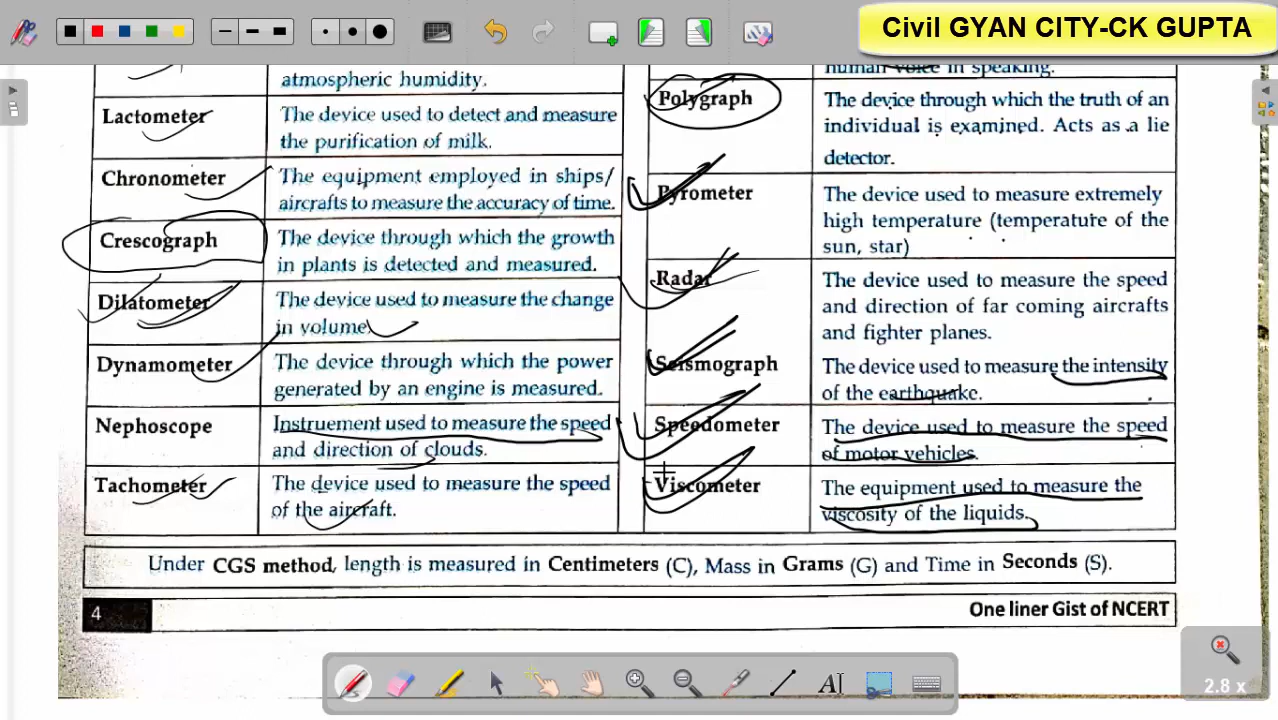 Civil GYAN CITY-CK GUPTA
atmospheric humidity.
Lactometer
The device used to detect and measure
the purification of milk.
Chronometer
The equipment employed in ships/
aircrafts to measure the accuracy of time.
Crescograph
The device through which the growth
in plants is detected and measured.
Dilatometer
The device used to measure the change
in volume.
Dynamometer
The device through which the power
generated by an engine is measured.
Nephoscope
Instruement used to measure the speed
and direction of clouds.
Tachometer
The device used to measure the speed
of the aircraft.
human voice in speaking.
Polygraph
The device through which the truth of an
individual is examined. Acts as a lie
detector.
Pyrometer
The device used to measure extremely
high temperature (temperature of the
sun, star)
Radar
The device used to measure the speed
and direction of far coming aircrafts
and fighter planes.
Seismograph
The device used to measure the intensity
of the earthquake.
Speedometer
The device used to measure the speed
of motor vehicles.
Viscometer
The equipment used to measure the
viscosity of the liquids.
Under CGS method, length is measured in Centimeters (C), Mass in Grams (G) and Time in Seconds (S).
4
One liner Gist of NCERT
A
2.8 x